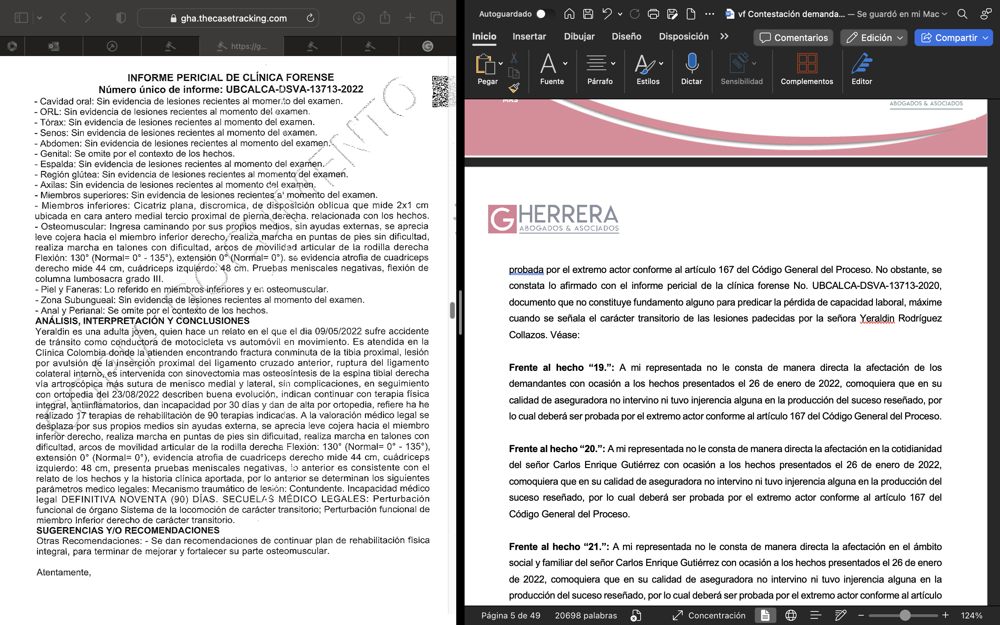 gha.thecasetracking.com
https://g...
INFORME PERICIAL DE CLÍNICA FORENSE
Número único de informe: UBCALCA-DSVA-13713-2022
- Cavidad oral: Sin evidencia de lesiones recientes al momento del examen.
- ORL: Sin evidencia de lesiones recientes al momento del examen.
- Tórax: Sin evidencia de lesiones recientes al momento del examen.
- Senos: Sin evidencia de lesiones recientes al momento del examen.
- Abdomen: Sin evidencia de lesiones recientes al momento del examen.
- Genital: Se omite por el contexto de los hechos.
- Espalda: Sin evidencia de lesiones recientes al momento del examen.
- Región glútea: Sin evidencia de lesiones recientes al momento del examen.
- Axilas: Sin evidencia de lesiones recientes al momento del examen.
- Miembros superiores: Sin evidencia de lesiones recientes al momento del examen.
- Miembros inferiores: Cicatriz plana, discromica, de disposición oblicua que mide 2x1 cm
ubicada en cara antero medial tercio proximal de pierna derecha. relacionada con los hechos.
- Osteomuscular: Ingresa caminando por sus propios medios, sin ayudas externas, se aprecia
leve cojera hacia el miembro inferior derecho, realiza marcha en puntas de pies sin dificultad,
realiza marcha en talones con dificultad, arcos de movilidad articular de la rodilla derecha
Flexión: 130° (Normal= 0° - 135°), extensión 0° (Normal= 0°). se evidencia atrofia de cuadriceps
derecho mide 44 cm, cuádriceps izquierdo: 48 cm. Pruebas meniscales negativas, flexión de
columna lumbosacra grado III.
- Piel y Faneras: Lo referido en miembros inferiores y en osteomuscular.
- Zona Subungueal: Sin evidencia de lesiones recientes al momento del examen.
- Anal y Perianal: Se omite por el contexto de los hechos.
ANÁLISIS, INTERPRETACIÓN Y CONCLUSIONES
Yeraldin es una adulta joven, quien hace un relato en el que el dia 09/05/2022 sufre accidente
de tránsito como conductora de motocicleta vs automóvil en movimiento. Es atendida en la
Clínica Colombia donde la atienden encontrando fractura conminuta de la tibia proximal, lesión
por avulsión de la inserción proximal del ligamento cruzado anterior, ruptura del ligamento
colateral interno, es intervenida con sinovectomia mas osteosíntesis de la espina tibial derecha
vía artroscópica más sutura de menisco medial y lateral, sin complicaciones, en seguimiento
con ortopedia del 23/08/2022 describen buena evolución, indican continuar con terapia física
integral, antiinflamatorios, dan incapacidad por 30 días y dan de alta por ortopedia, refiere ha he
realizado 17 terapias de rehabilitación de 90 terapias indicadas. A la valoración médico legal se
desplaza por sus propios medios sin ayudas externa, se aprecia leve cojera hacia el miembro
inferior derecho, realiza marcha en puntas de pies sin dificultad, realiza marcha en talones con
dificultad, arcos de movilidad articular de la rodilla derecha Flexión: 130° (Normal= 0° - 135°),
extensión 0° (Normal= 0°), evidencia atrofia de cuadriceps derecho mide 44 cm, cuádriceps
izquierdo: 48 cm, presenta pruebas meniscales negativas, lo anterior es consistente con el
relato de los hechos y la historia clínica aportada, por lo anterior se determinan los siguientes
parámetros medico legales: Mecanismo traumático de lesión: Contundente. Incapacidad médico
legal DEFINITIVA NOVENTA (90) DÍAS. SECUELAS MÉDICO LEGALES: Perturbación
funcional de órgano Sistema de la locomoción de carácter transitorio; Perturbación funcional de
miembro Inferior derecho de carácter transitorio.
SUGERENCIAS Y/O RECOMENDACIONES
Otras Recomendaciones: - Se dan recomendaciones de continuar plan de rehabilitación física
integral, para terminar de mejorar y fortalecer su parte osteomuscular.
Atentamente,
Autoguardado
vf Contestación demanda... — Se guardó en mi Mac
Inicio Insertar Dibujar Diseño Disposición
Comentarios Edición Compartir
Pegar Fuente Párrafo Estilos Dictar Sensibilidad Complementos Editor
MRS
ABOGADOS & ASOCIADOS
G HERRERA
ABOGADOS & ASOCIADOS
probada por el extremo actor conforme al artículo 167 del Código General del Proceso. No obstante, se
constata lo afirmado con el informe pericial de la clínica forense No. UBCALCA-DSVA-13713-2020,
documento que no constituye fundamento alguno para predicar la pérdida de capacidad laboral, máxime
cuando se señala el carácter transitorio de las lesiones padecidas por la señora Yeraldin Rodríguez
Collazos. Véase:
Frente al hecho “19.”: A mi representada no le consta de manera directa la afectación de los
demandantes con ocasión a los hechos presentados el 26 de enero de 2022, comoquiera que en su
calidad de aseguradora no intervino ni tuvo injerencia alguna en la producción del suceso reseñado, por
lo cual deberá ser probada por el extremo actor conforme al artículo 167 del Código General del Proceso.
Frente al hecho “20.”: A mi representada no le consta de manera directa la afectación en la cotidianidad
del señor Carlos Enrique Gutiérrez con ocasión a los hechos presentados el 26 de enero de 2022,
comoquiera que en su calidad de aseguradora no intervino ni tuvo injerencia alguna en la producción del
suceso reseñado, por lo cual deberá ser probada por el extremo actor conforme al artículo 167 del
Código General del Proceso.
Frente al hecho “21.”: A mi representada no le consta de manera directa la afectación en el ámbito
social y familiar del señor Carlos Enrique Gutiérrez con ocasión a los hechos presentados el 26 de enero
de 2022, comoquiera que en su calidad de aseguradora no intervino ni tuvo injerencia alguna en la
producción del suceso reseñado, por lo cual deberá ser probada por el extremo actor conforme al artículo
Página 5 de 49 20698 palabras Concentración 124%